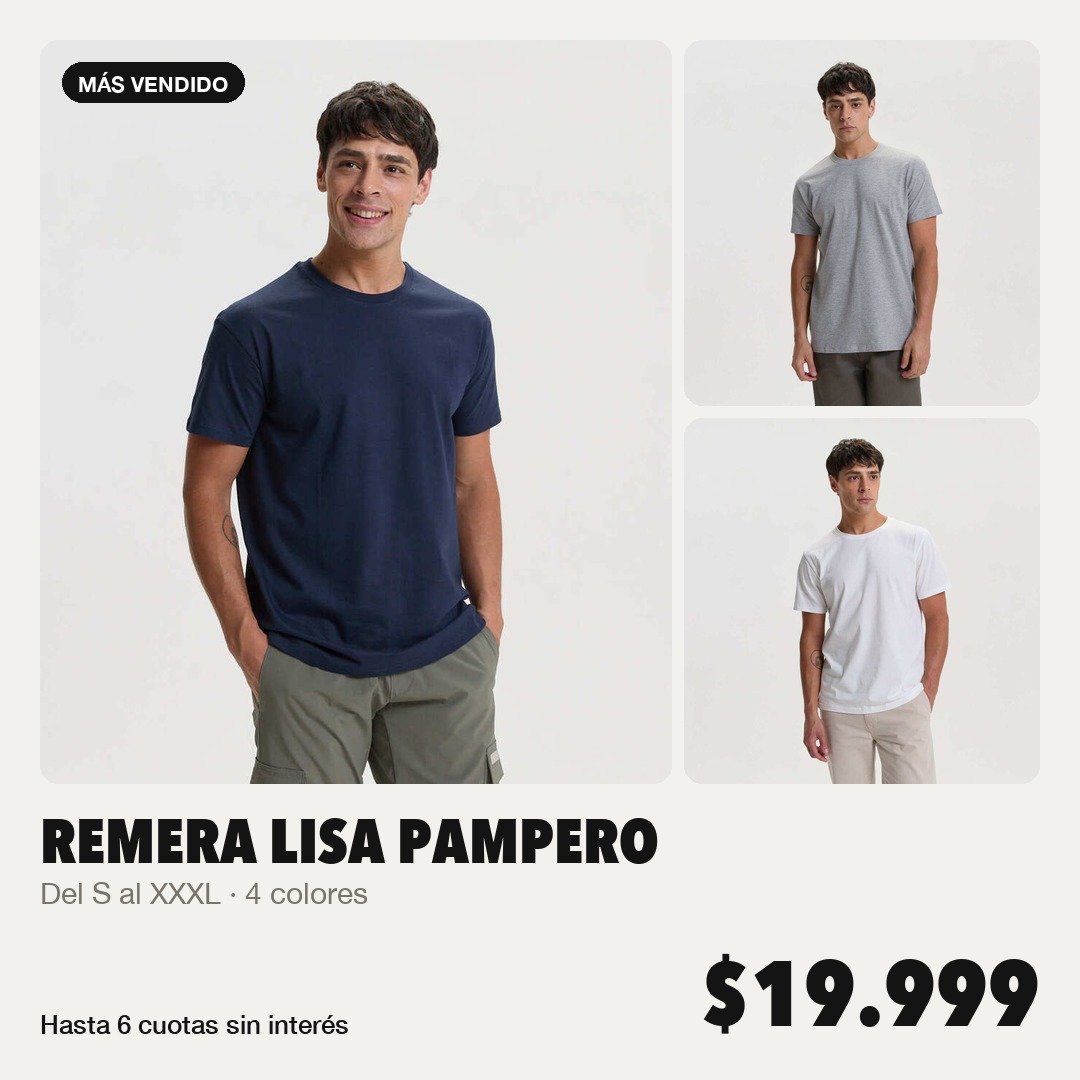 MÁS VENDIDO
REMERA LISA PAMPERO
Del S al XXXL · 4 colores
$19.999
Hasta 6 cuotas sin interés